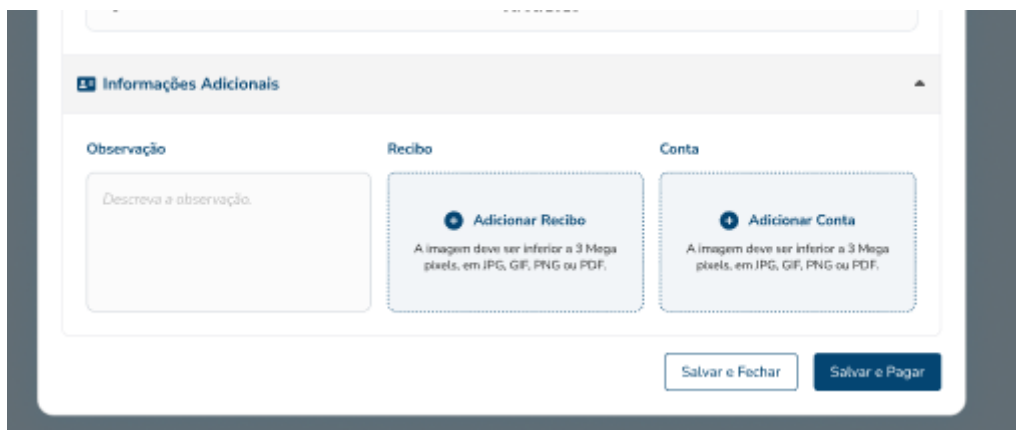 Informações Adicionais
Observação
Recibo
Conta
Descreva a observação.
Adicionar Recibo
A imagem deve ser inferior a 3 Mega
pixels, em JPG, GIF, PNG ou PDF.
Adicionar Conta
A imagem deve ser inferior a 3 Mega
pixels, em JPG, GIF, PNG ou PDF.
Salvar e Fechar
Salvar e Pagar